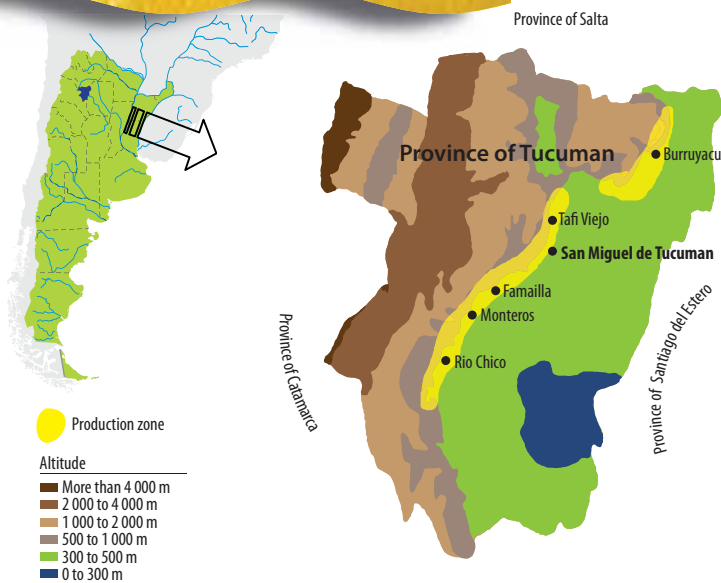 Province of Salta
Province of Tucuman
Burruyacu
Tafi Viejo
San Miguel de Tucuman
Famailla
Monteros
Rio Chico
Province of Catamarca
Province of Santiago del Estero
Production zone
Altitude
More than 4 000 m
2 000 to 4 000 m
1 000 to 2 000 m
500 to 1 000 m
300 to 500 m
0 to 300 m